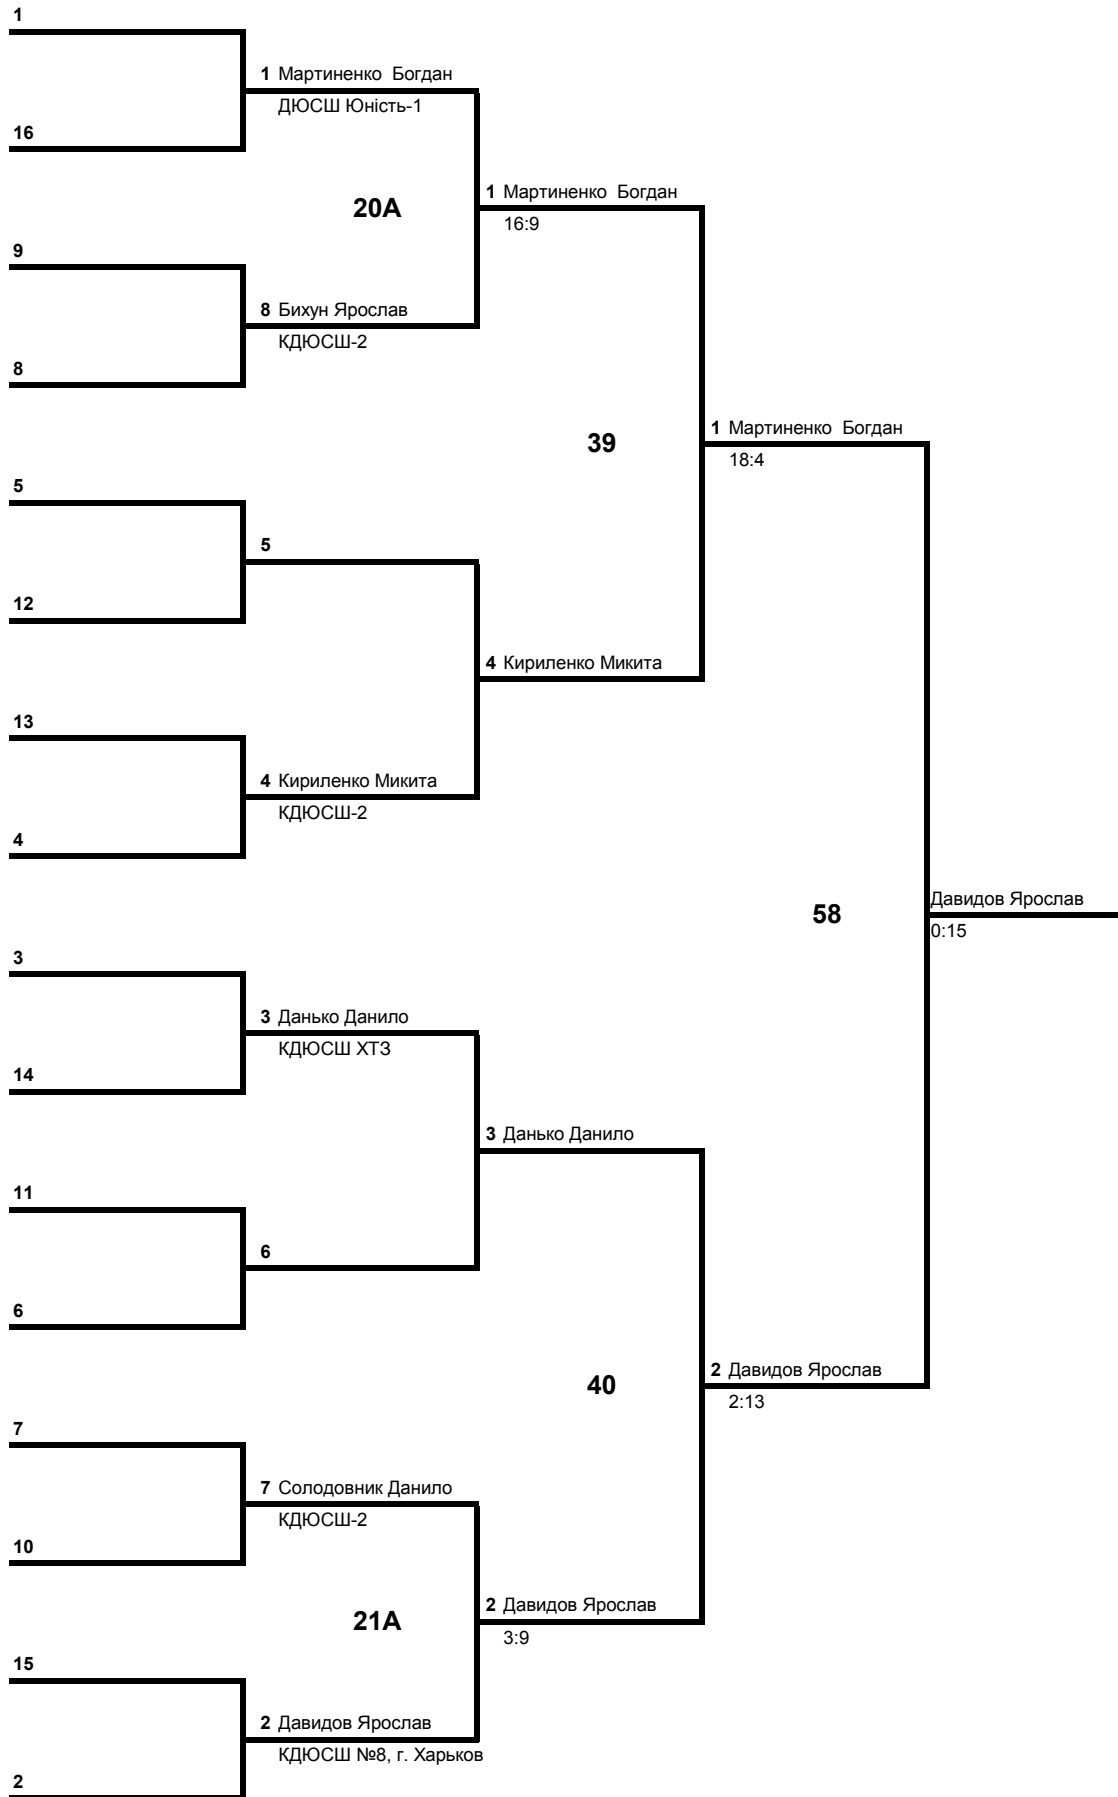 1
1 Мартиненко  Богдан
ДЮСШ Юність-1
16
1 Мартиненко  Богдан
20А
16:9
9
8 Бихун Ярослав
КДЮСШ-2
8
1 Мартиненко  Богдан
39
18:4
5
5
12
4 Кириленко Микита
13
4 Кириленко Микита
КДЮСШ-2
4
Давидов Ярослав
58
0:15
3
3 Данько Данило
КДЮСШ ХТЗ
14
3 Данько Данило
11
6
6
2 Давидов Ярослав
40
2:13
7
7 Солодовник Данило
КДЮСШ-2
10
2 Давидов Ярослав
21А
3:9
15
2 Давидов Ярослав
КДЮСШ №8, г. Харьков
2